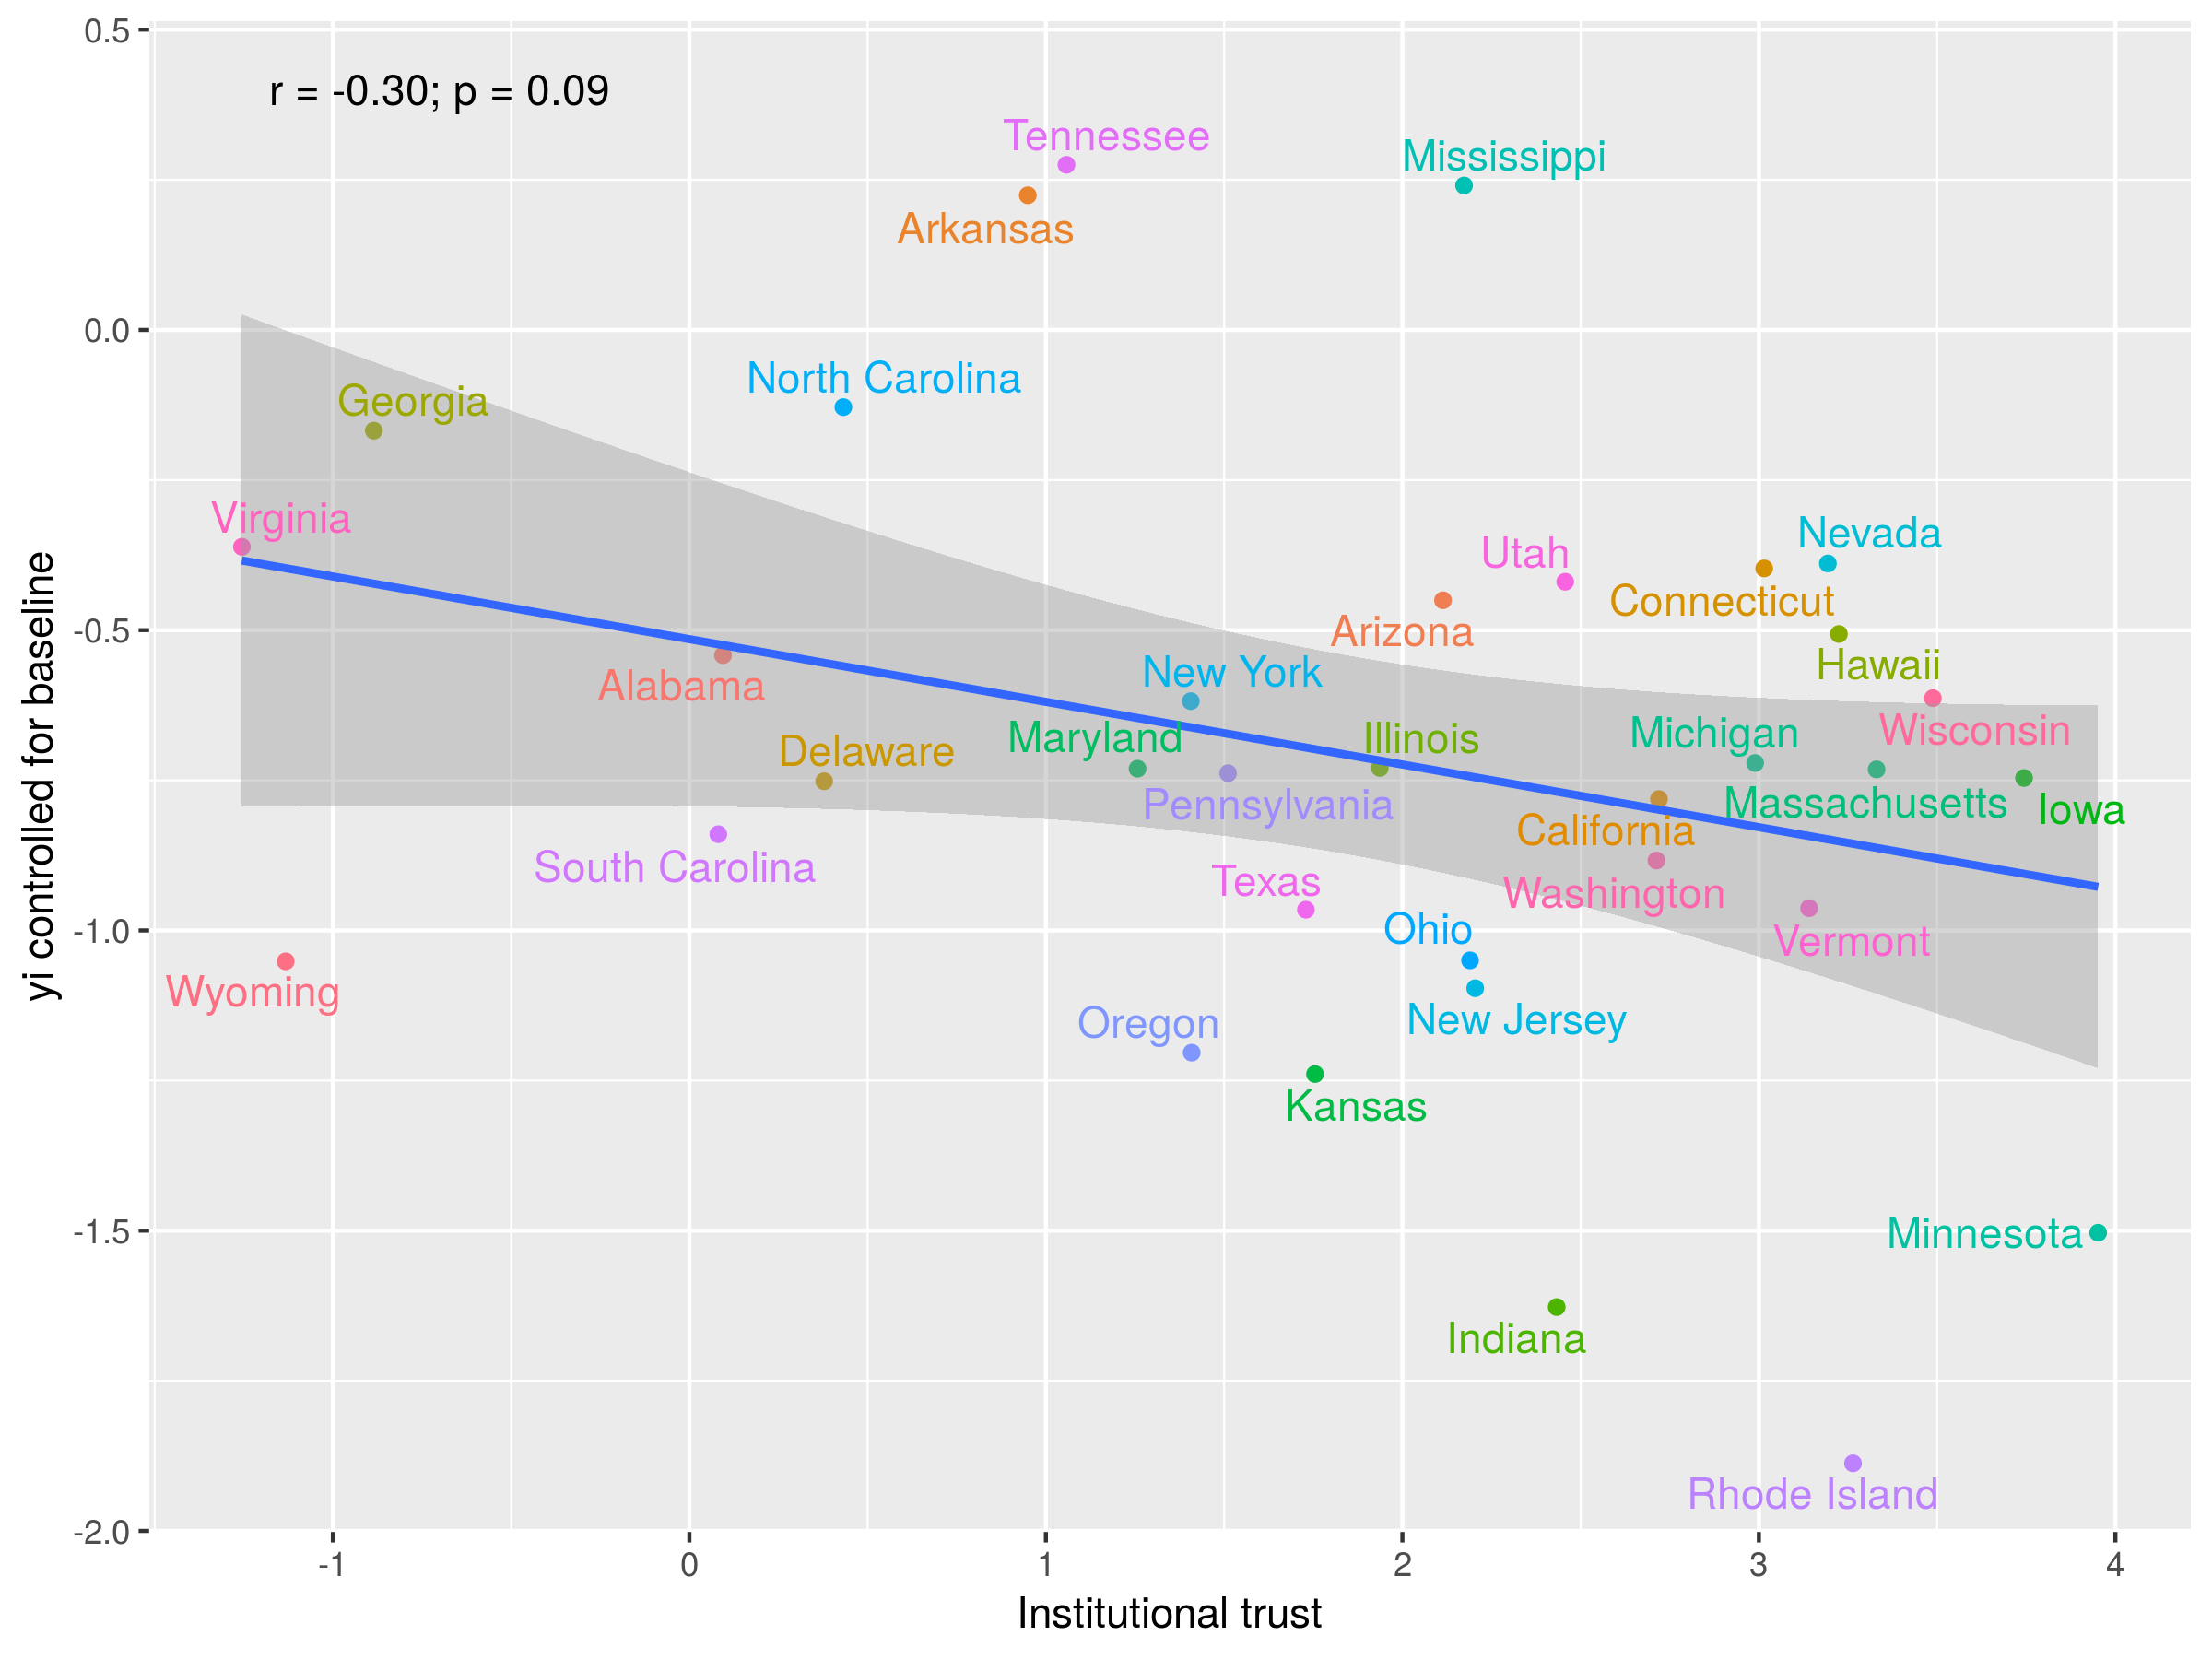 0.5
r = -0.30; p = 0.09
Tennessee
Mississippi
Arkansas
0.0
North Carolina
Georgia
Virginia
Nevada
Utah
Connecticut
-0.5
Arizona
Hawaii
New York
Alabama
Wisconsin
Michigan
Maryland
Illinois
Delaware
Pennsylvania
Massachusetts
Iowa
California
South Carolina
Texas
Washington
-1.0
Ohio
Vermont
Wyoming
New Jersey
Oregon
Kansas
-1.5
Minnesota
Indiana
Rhode Island
-2.0
yi controlled for baseline
-1 0 1 2 3 4
Institutional trust